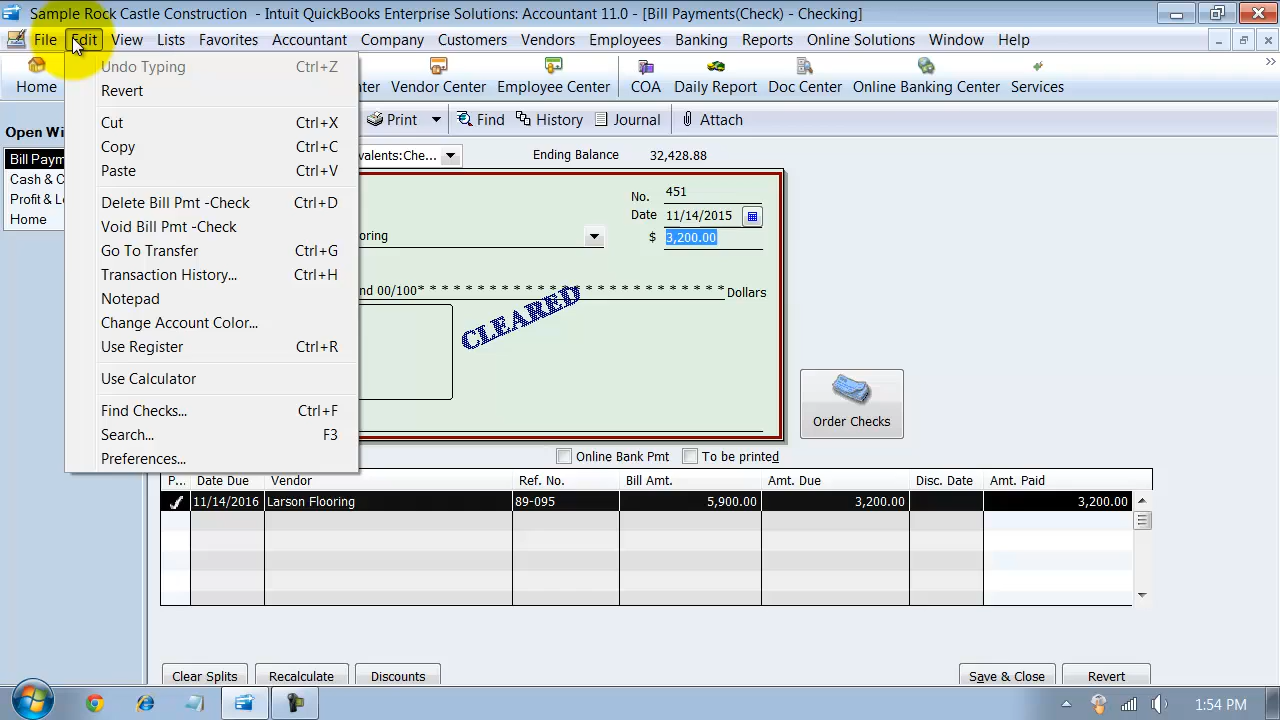 Sample Rock Castle Construction - Intuit QuickBooks Enterprise Solutions: Accountant 11.0 - [Bill Payments(Check) - Checking]
File Edit View Lists Favorites Accountant Company Customers Vendors Employees Banking Online Solutions Window Help
Home Vendor Center Employee Center COA Daily Report Doc Center Online Banking Center Services
Print Find History Journal Attach
Ending Balance 32,428.88
Undo Typing Ctrl+Z
Revert
Cut Ctrl+X
Copy Ctrl+C
Paste Ctrl+V
Delete Bill Pmt -Check Ctrl+D
Void Bill Pmt -Check
Go To Transfer Ctrl+G
Transaction History... Ctrl+H
Notepad
Change Account Color...
Use Register Ctrl+R
Use Calculator
Find Checks... Ctrl+F
Search... F3
Preferences...
Open
Bill
Cash &
Profit &
Home
No. 451
Date 11/14/2015
$ 3,200.00
00/100* * * * * * * * * * * * * * * * * * * * * * * * Dollars
CLEARED
Order Checks
Online Bank Pmt To be printed
P... Date Due Vendor Ref. No. Bill Amt. Amt. Due Disc. Date Amt. Paid
11/14/2016 Larson Flooring 89-095 5,900.00 3,200.00 3,200.00
Clear Splits Recalculate Discounts Save & Close Revert
1:54 PM